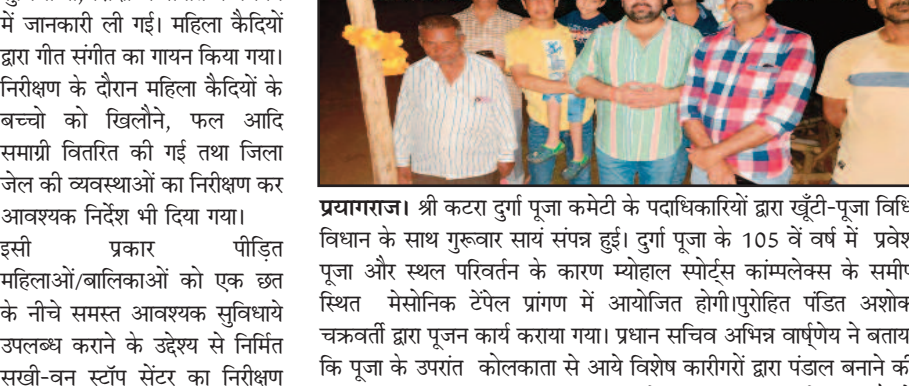 में जानकारी ली गई। महिला कैदियों
द्वारा गीत संगीत का गायन किया गया।
निरीक्षण के दौरान महिला कैदियों के
बच्चो को खिलौने, फल आदि
समाग्री वितरित की गई तथा जिला
जेल की व्यवस्थाओं का निरीक्षण कर
आवश्यक निर्देश भी दिया गया।
इसी प्रकार पीड़ित
महिलाओं/बालिकाओं को एक छत
के नीचे समस्त आवश्यक सुविधाये
उपलब्ध कराने के उद्देश्य से निर्मित
सखी-वन स्टॉप सेंटर का निरीक्षण
प्रयागराज। श्री कटरा दुर्गा पूजा कमेटी के पदाधिकारियों द्वारा खूँटी-पूजा विधि
विधान के साथ गुरूवार सायं संपन्न हुई। दुर्गा पूजा के 105 वें वर्ष में प्रवेश
पूजा और स्थल परिवर्तन के कारण म्योहाल स्पोर्ट्स कांम्पलेक्स के समीप
स्थित मेसोनिक टेंपेल प्रांगण में आयोजित होगी।पुरोहित पंडित अशोक
चक्रवर्ती द्वारा पूजन कार्य कराया गया। प्रधान सचिव अभिन्न वार्ष्णेय ने बताय
कि पूजा के उपरांत कोलकाता से आये विशेष कारीगरों द्वारा पंडाल बनाने की